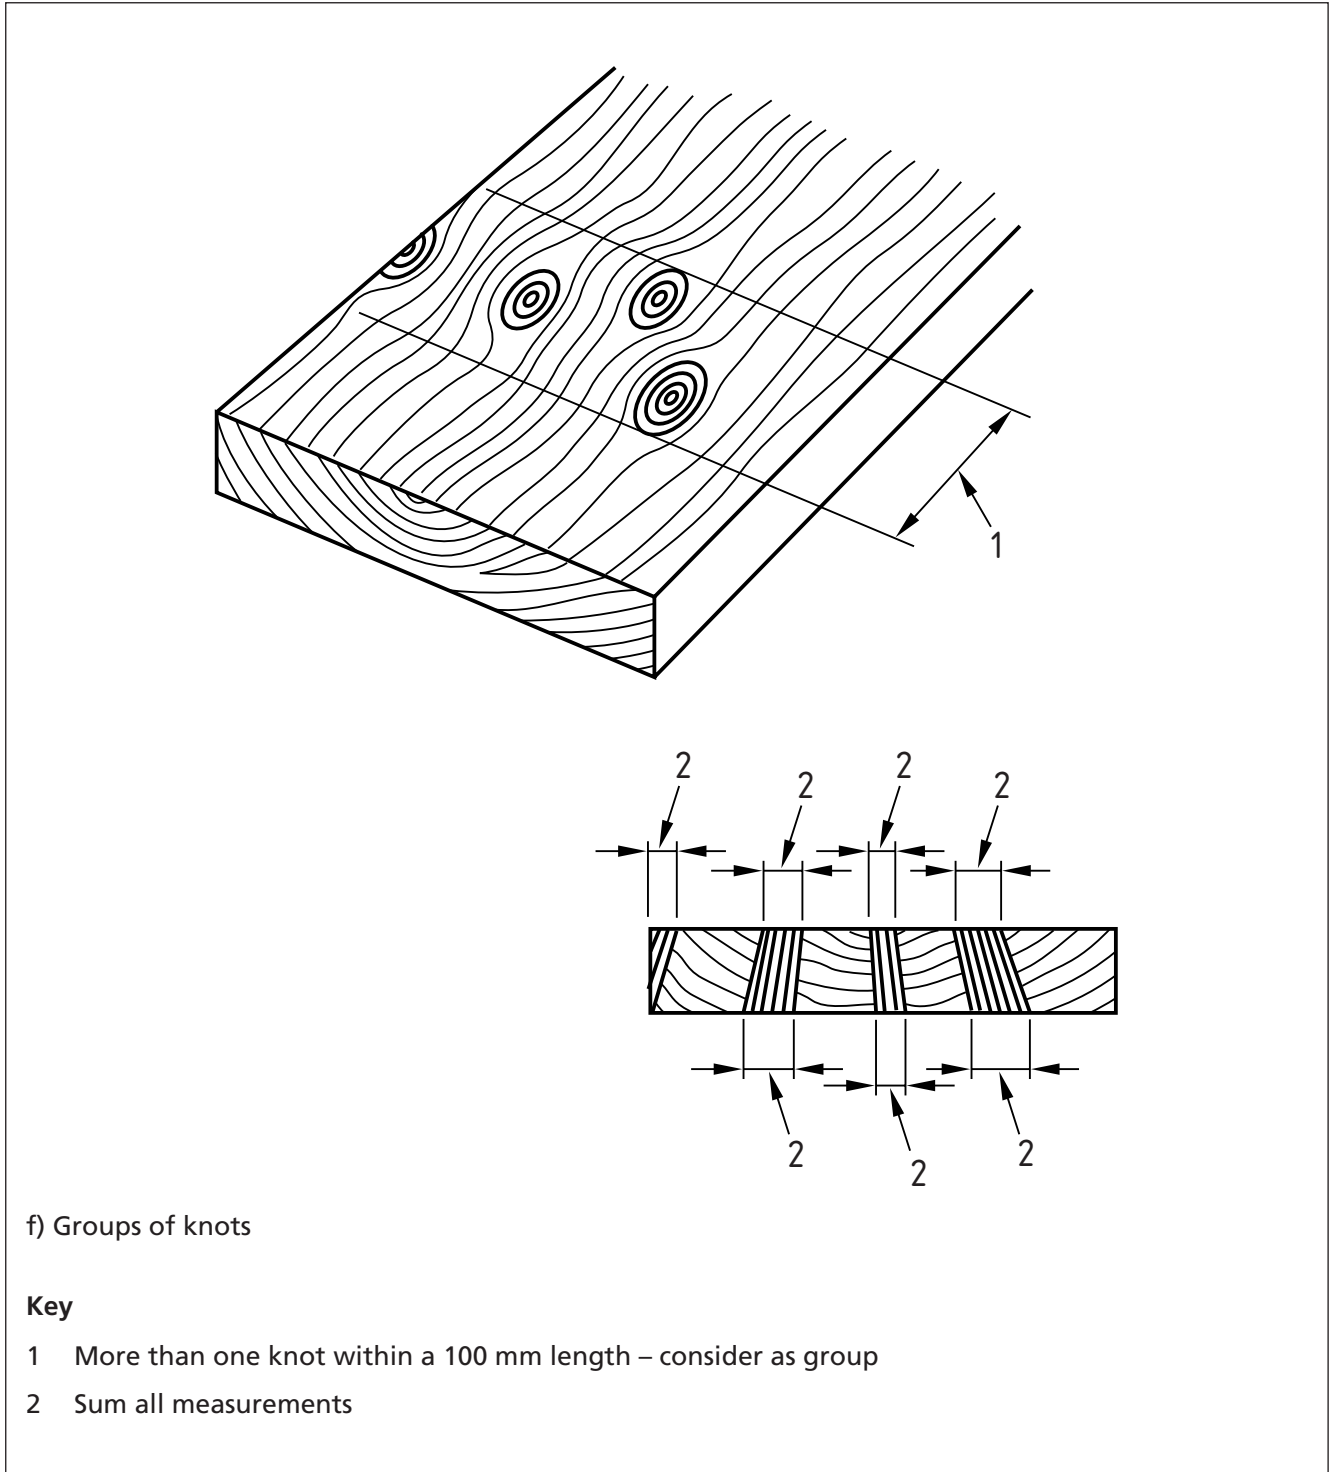 1
2
2
2
2
2
2
2
f) Groups of knots
Key
1 More than one knot within a 100 mm length – consider as group
2 Sum all measurements